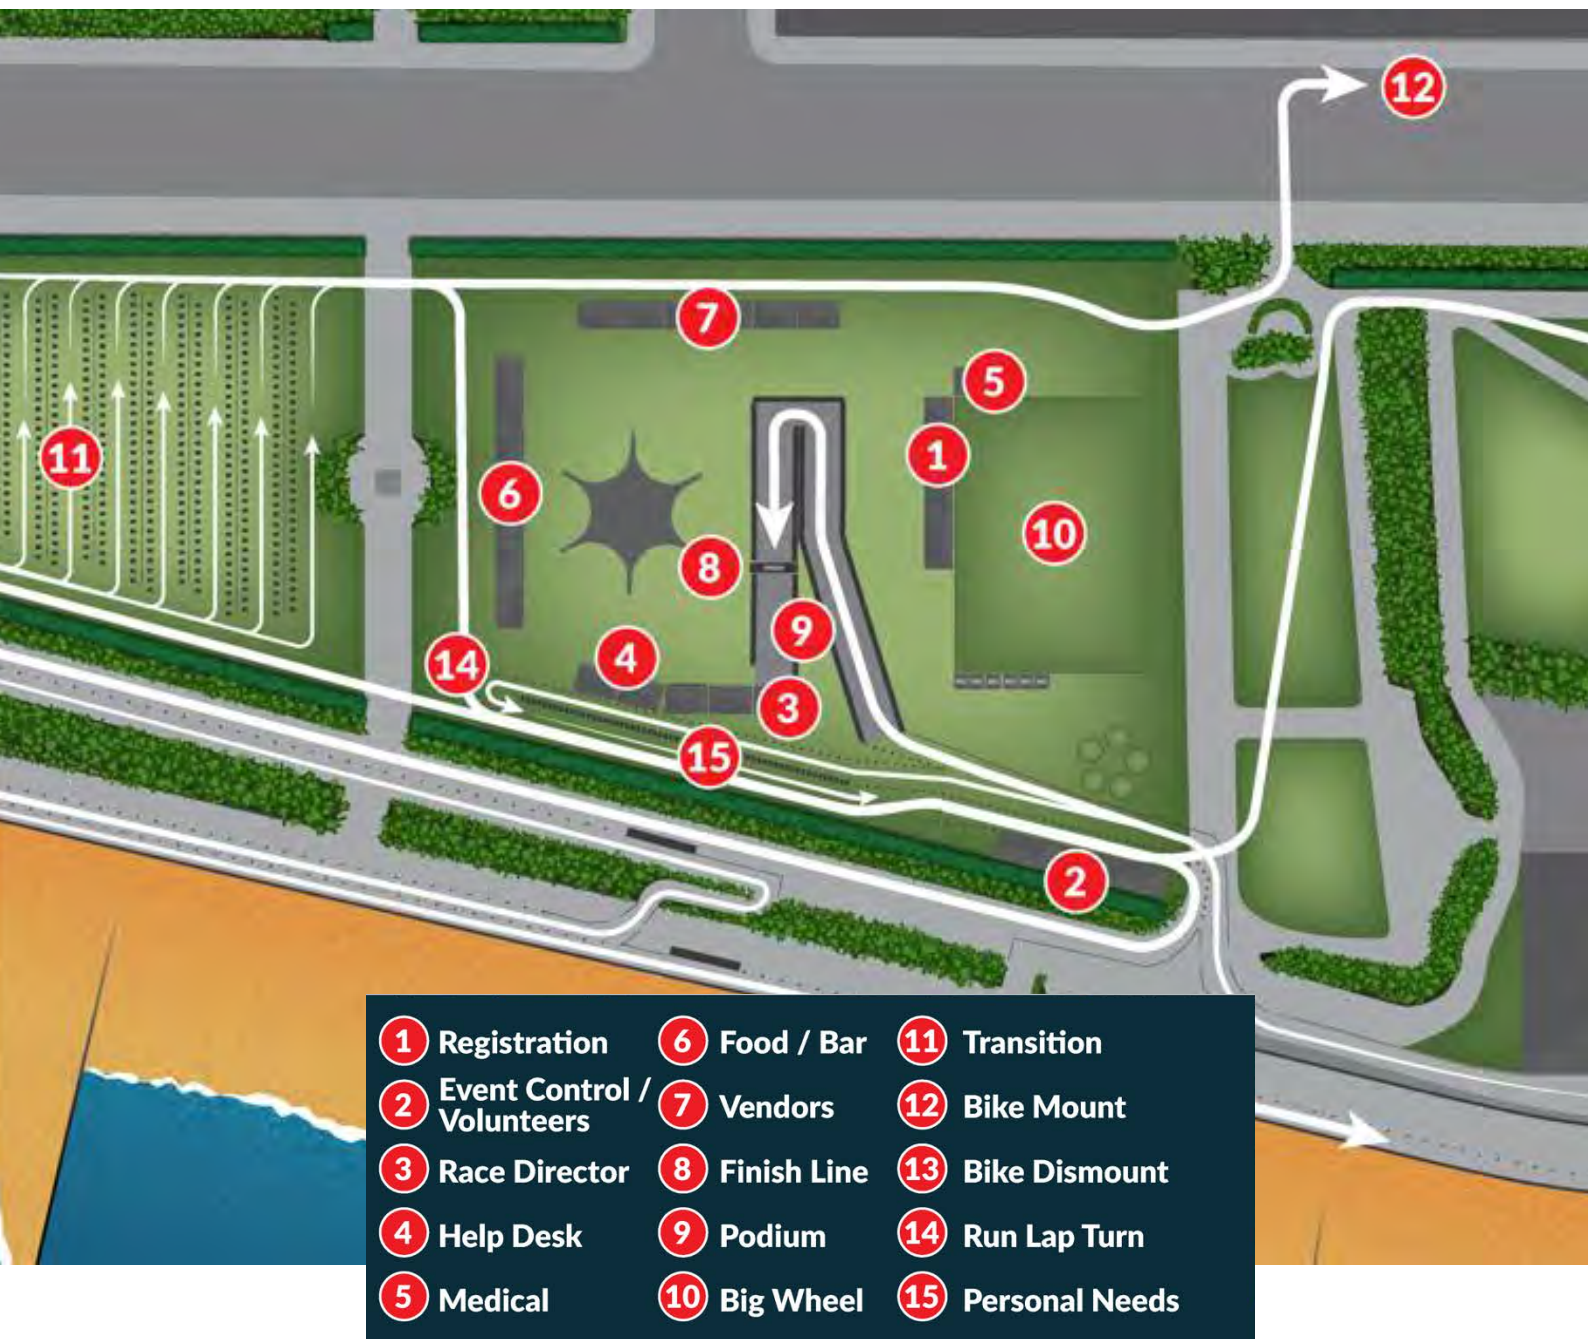 12
7
5
11
1
6
10
8
9
4
14
3
15
2
1 Registration
2 Event Control /
Volunteers
3 Race Director
4 Help Desk
5 Medical
6 Food / Bar
7 Vendors
8 Finish Line
9 Podium
10 Big Wheel
11 Transition
12 Bike Mount
13 Bike Dismount
14 Run Lap Turn
15 Personal Needs